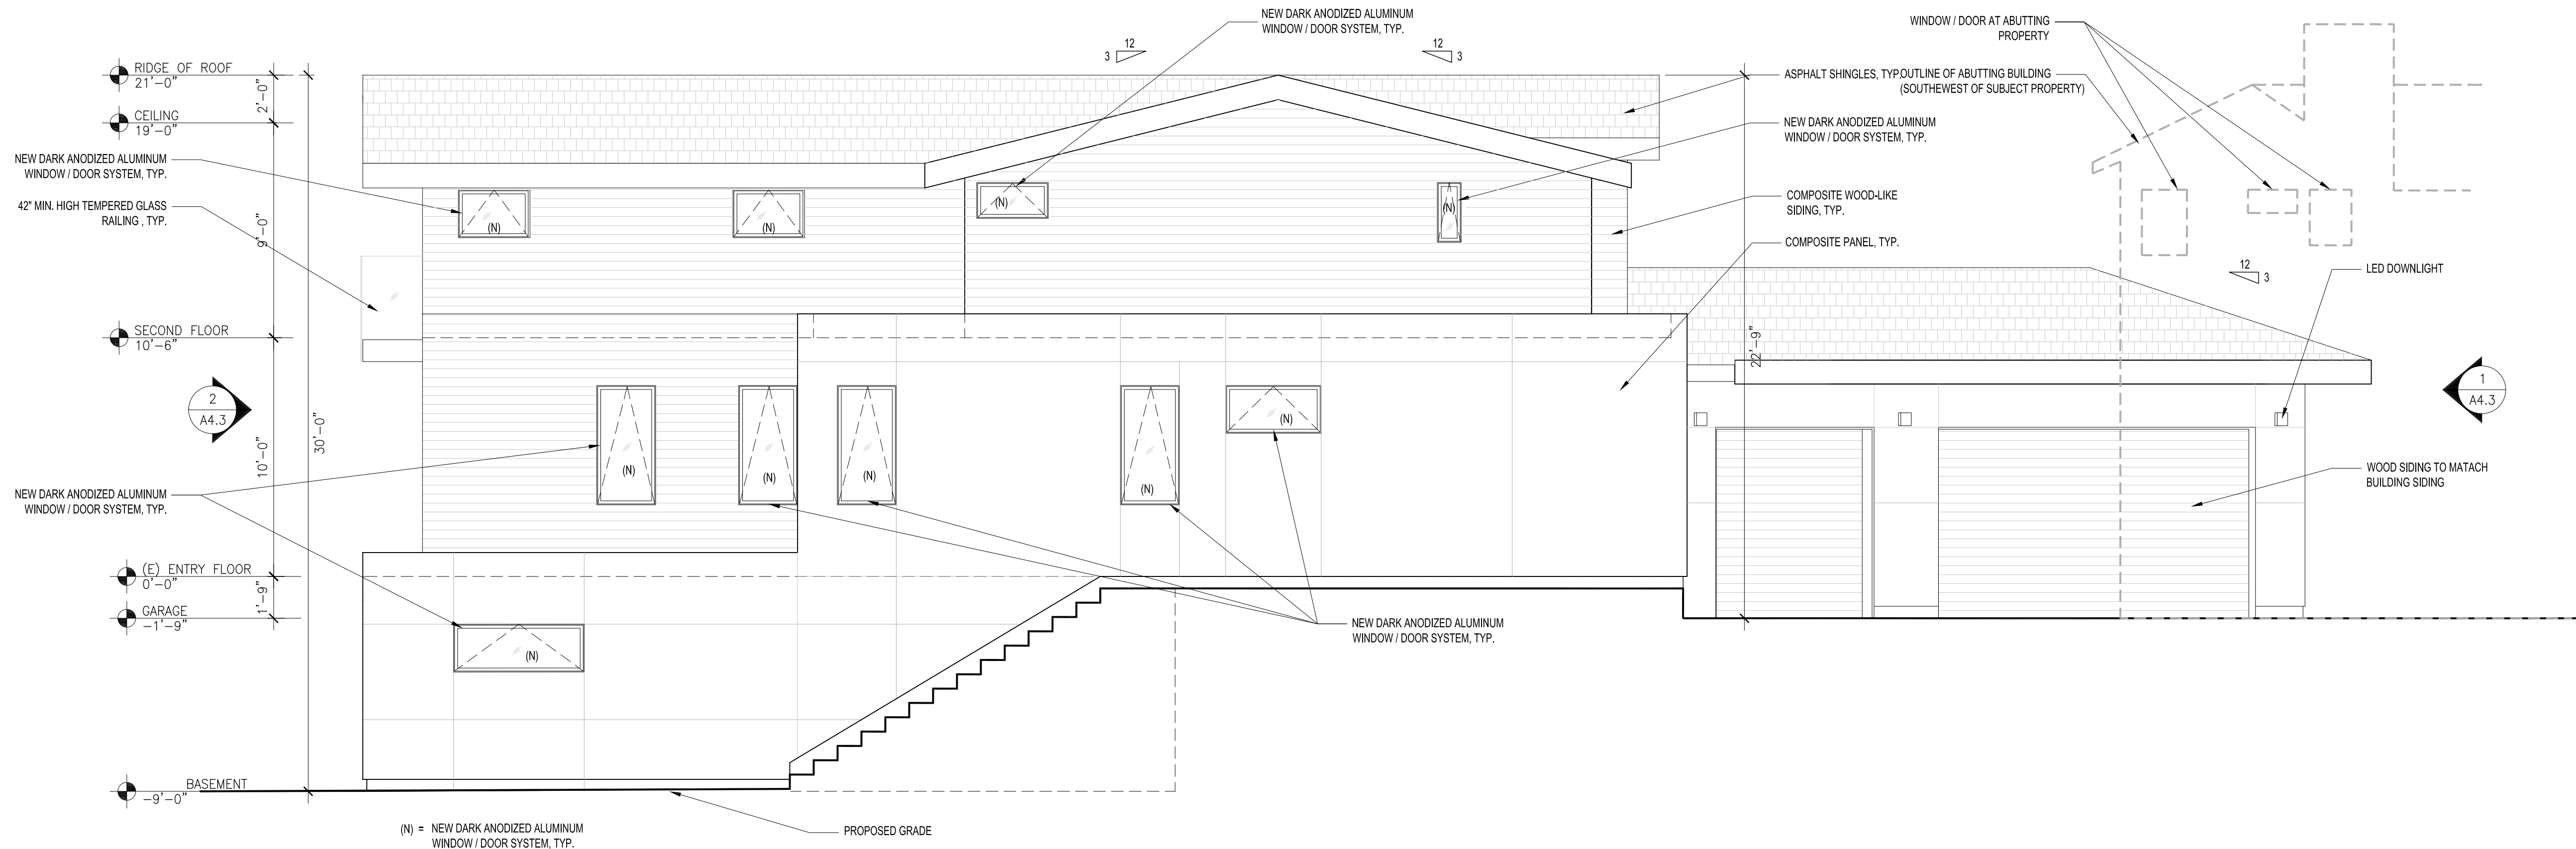 NEW DARK ANODIZED ALUMINUM
WINDOW / DOOR SYSTEM, TYP.
12
3
12
3
WINDOW / DOOR AT ABUTTING
PROPERTY
RIDGE OF ROOF
21'-0"
2'-0"
CEILING
19'-0"
ASPHALT SHINGLES, TYP.
OUTLINE OF ABUTTING BUILDING
(SOUTHEWEST OF SUBJECT PROPERTY)
NEW DARK ANODIZED ALUMINUM
WINDOW / DOOR SYSTEM, TYP.
NEW DARK ANODIZED ALUMINUM
WINDOW / DOOR SYSTEM, TYP.
42" MIN. HIGH TEMPERED GLASS
RAILING , TYP.
9'-0"
(N)
(N)
(N)
(N)
COMPOSITE WOOD-LIKE
SIDING, TYP.
COMPOSITE PANEL, TYP.
12
3
LED DOWNLIGHT
SECOND FLOOR
10'-6"
22'-9"
2
A4.3
1
A4.3
30'-0"
10'-0"
(N)
(N)
(N)
(N)
(N)
WOOD SIDING TO MATACH
BUILDING SIDING
NEW DARK ANODIZED ALUMINUM
WINDOW / DOOR SYSTEM, TYP.
(E) ENTRY FLOOR
0'-0"
1'-9"
GARAGE
-1'-9"
NEW DARK ANODIZED ALUMINUM
WINDOW / DOOR SYSTEM, TYP.
(N)
BASEMENT
-9'-0"
(N) = NEW DARK ANODIZED ALUMINUM
WINDOW / DOOR SYSTEM, TYP.
PROPOSED GRADE